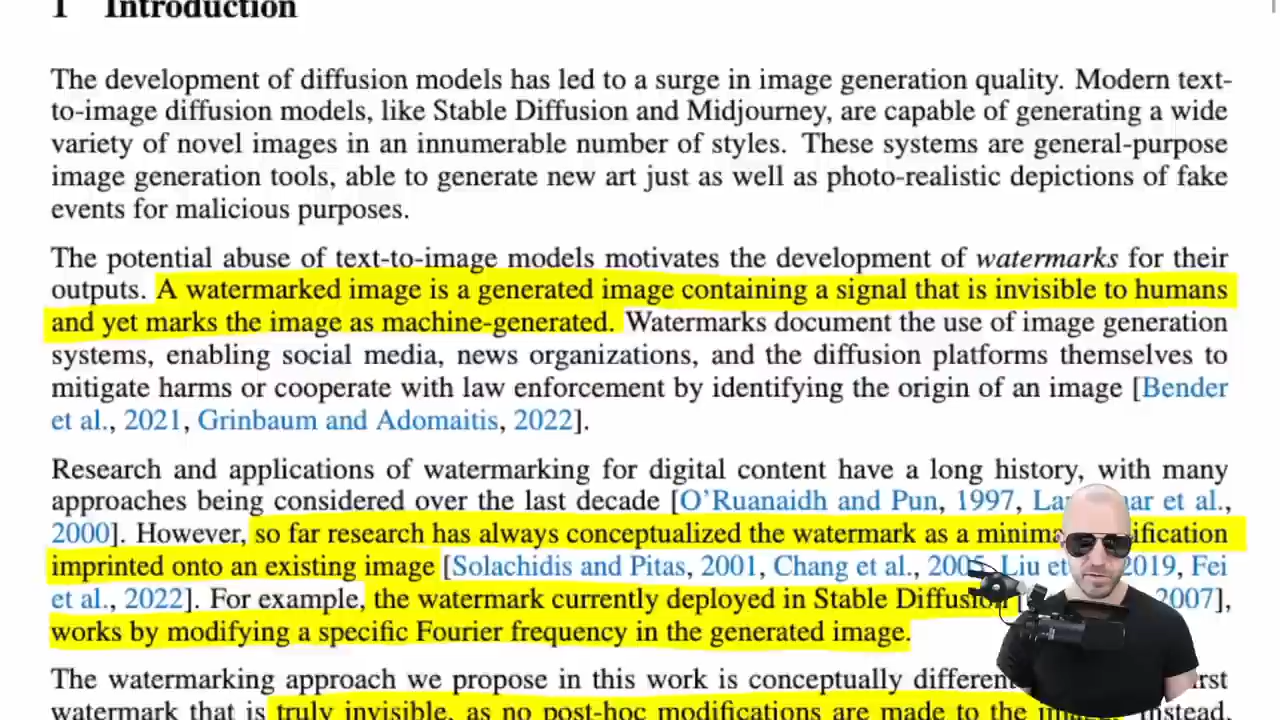 1 Introduction
The development of diffusion models has led to a surge in image generation quality. Modern text-
to-image diffusion models, like Stable Diffusion and Midjourney, are capable of generating a wide
variety of novel images in an innumerable number of styles. These systems are general-purpose
image generation tools, able to generate new art just as well as photo-realistic depictions of fake
events for malicious purposes.
The potential abuse of text-to-image models motivates the development of watermarks for their
outputs. A watermarked image is a generated image containing a signal that is invisible to humans
and yet marks the image as machine-generated. Watermarks document the use of image generation
systems, enabling social media, news organizations, and the diffusion platforms themselves to
mitigate harms or cooperate with law enforcement by identifying the origin of an image [Bender
et al., 2021, Grinbaum and Adomaitis, 2022].
Research and applications of watermarking for digital content have a long history, with many
approaches being considered over the last decade [O'Ruanaidh and Pun, 1997, et al.,
2000]. However, so far research has always conceptualized the watermark as a
imprinted onto an existing image [Solachidis and Pitas, 2001, Chang et al., 2005, Liu et 2019, Fei
et al., 2022]. For example, the watermark currently deployed in Stable Diffusion [ 2007],
works by modifying a specific Fourier frequency in the generated image.
The watermarking approach we propose in this work is conceptually
watermark that is truly invisible, as no post-hoc modifications are made to the Instead,